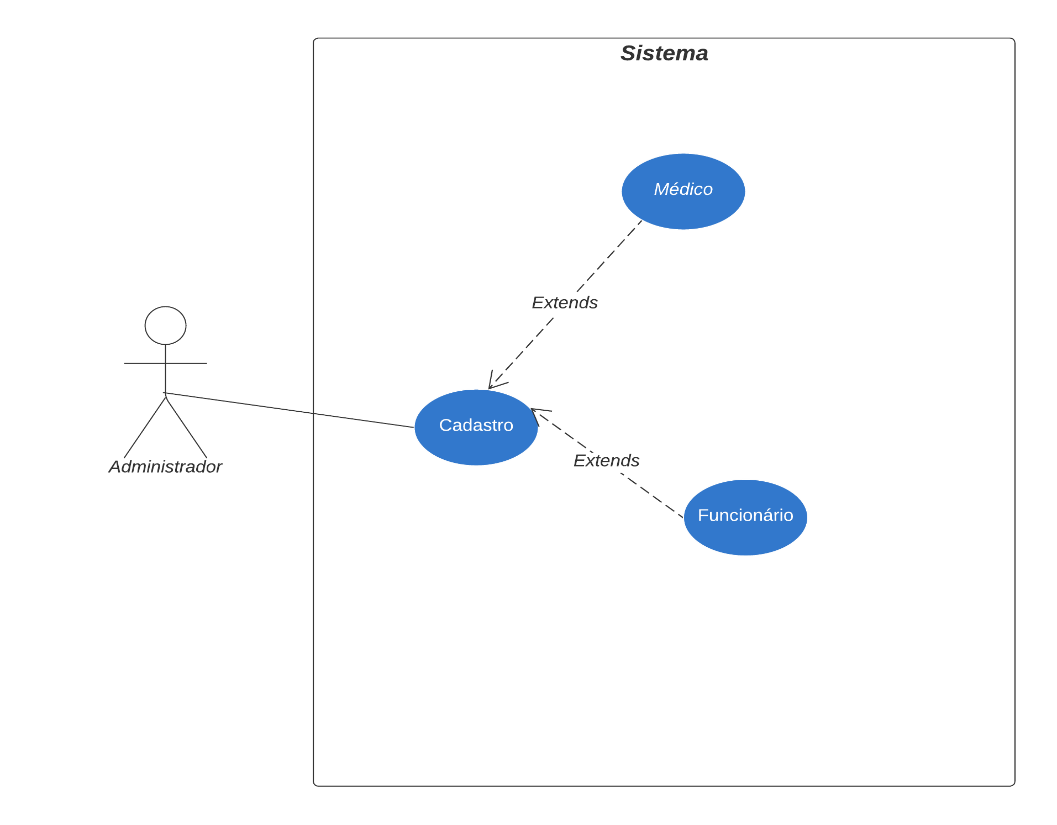 Sistema
Médico
Extends
Cadastro
Extends
Administrador
Funcionário